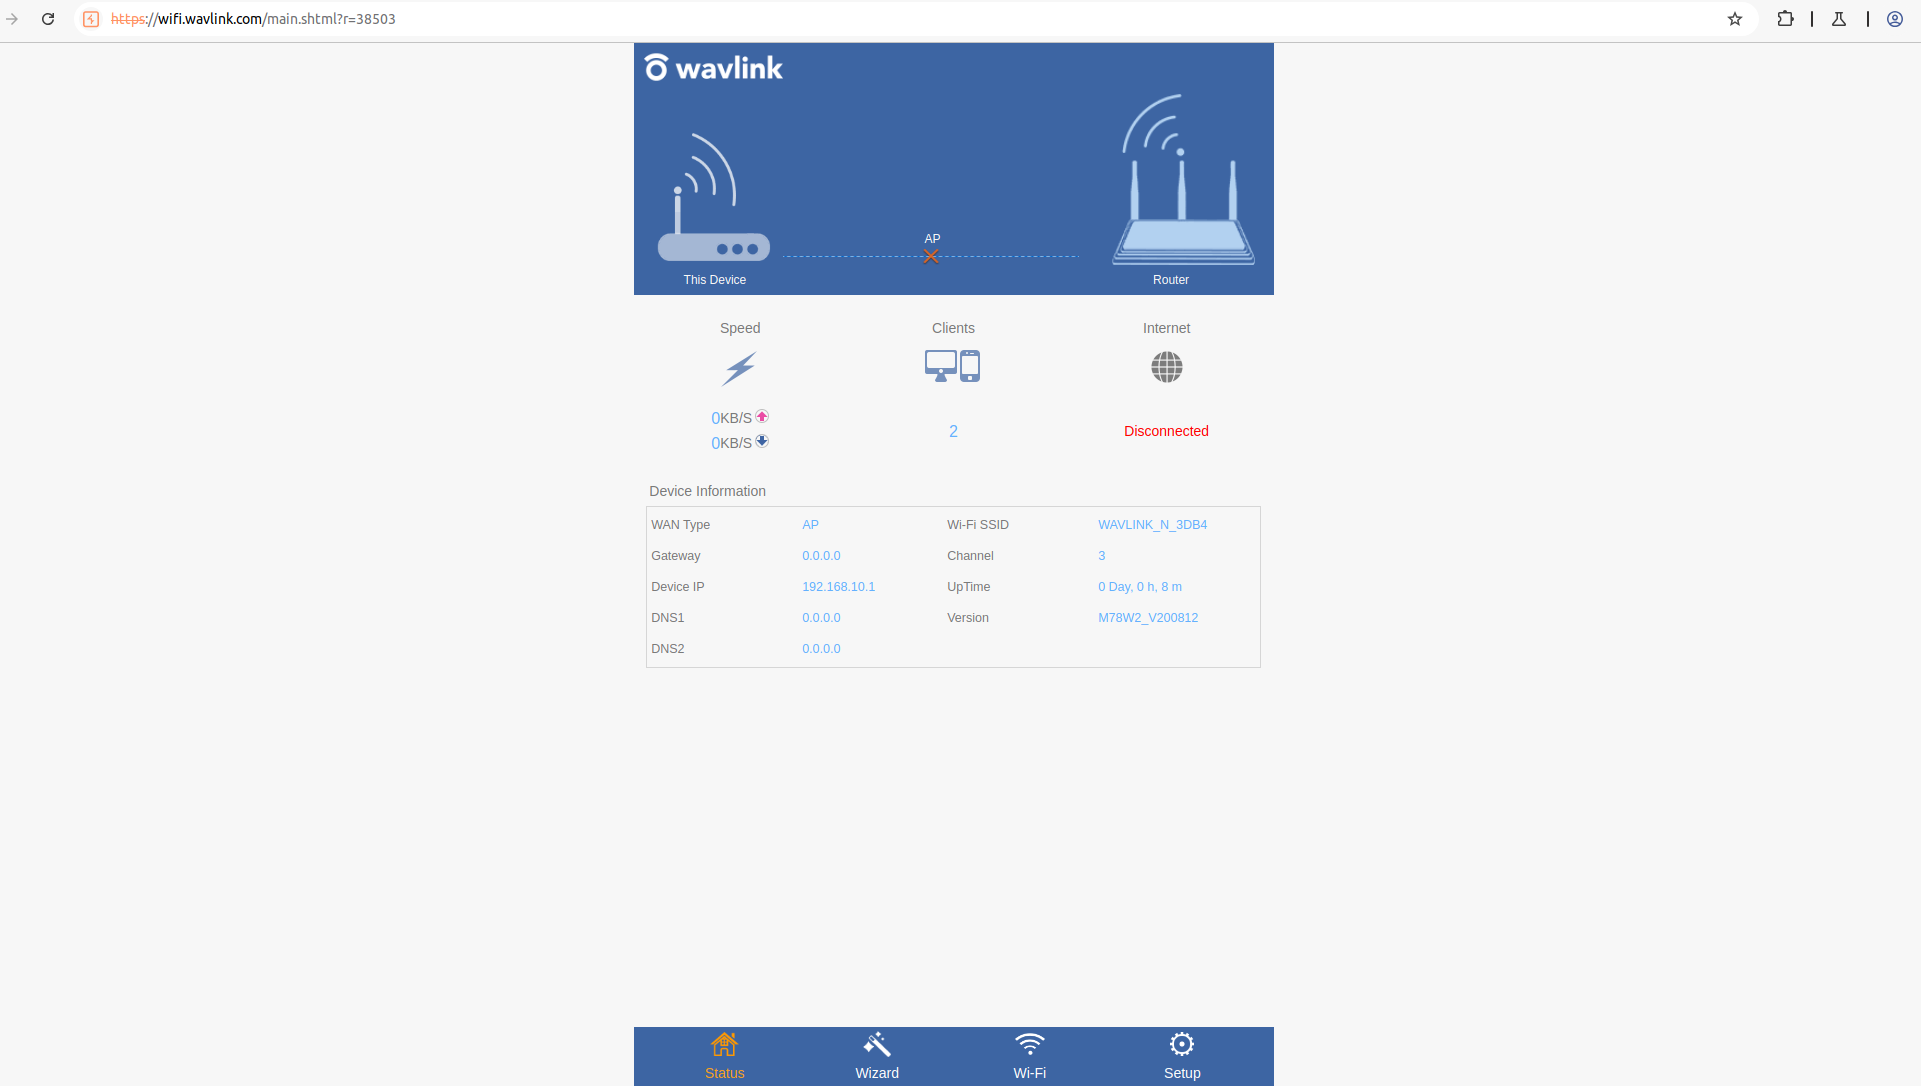 https://wifi.wavlink.com/main.shtml?r=38503
wavlink
AP
This Device
Router
Speed
Clients
Internet
0KB/S
0KB/S
2
Disconnected
Device Information
WAN Type AP Wi-Fi SSID WAVLINK_N_3DB4
Gateway 0.0.0.0 Channel 3
Device IP 192.168.10.1 UpTime 0 Day, 0 h, 8 m
DNS1 0.0.0.0 Version M78W2_V200812
DNS2 0.0.0.0
Status
Wizard
Wi-Fi
Setup